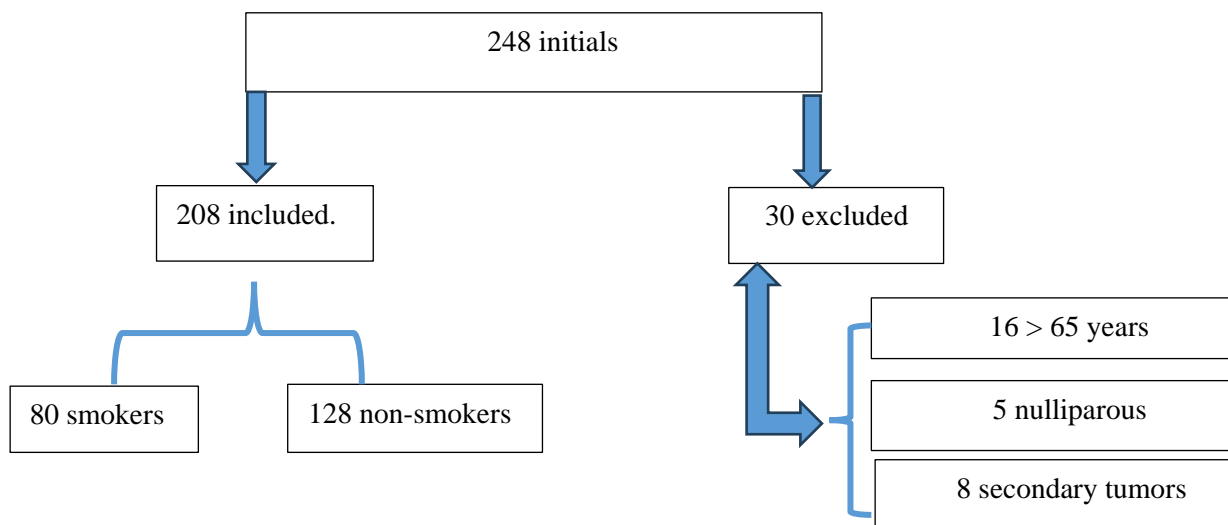 248 initials
208 included.
30 excluded
16 > 65 years
80 smokers
128 non-smokers
5 nulliparous
8 secondary tumors